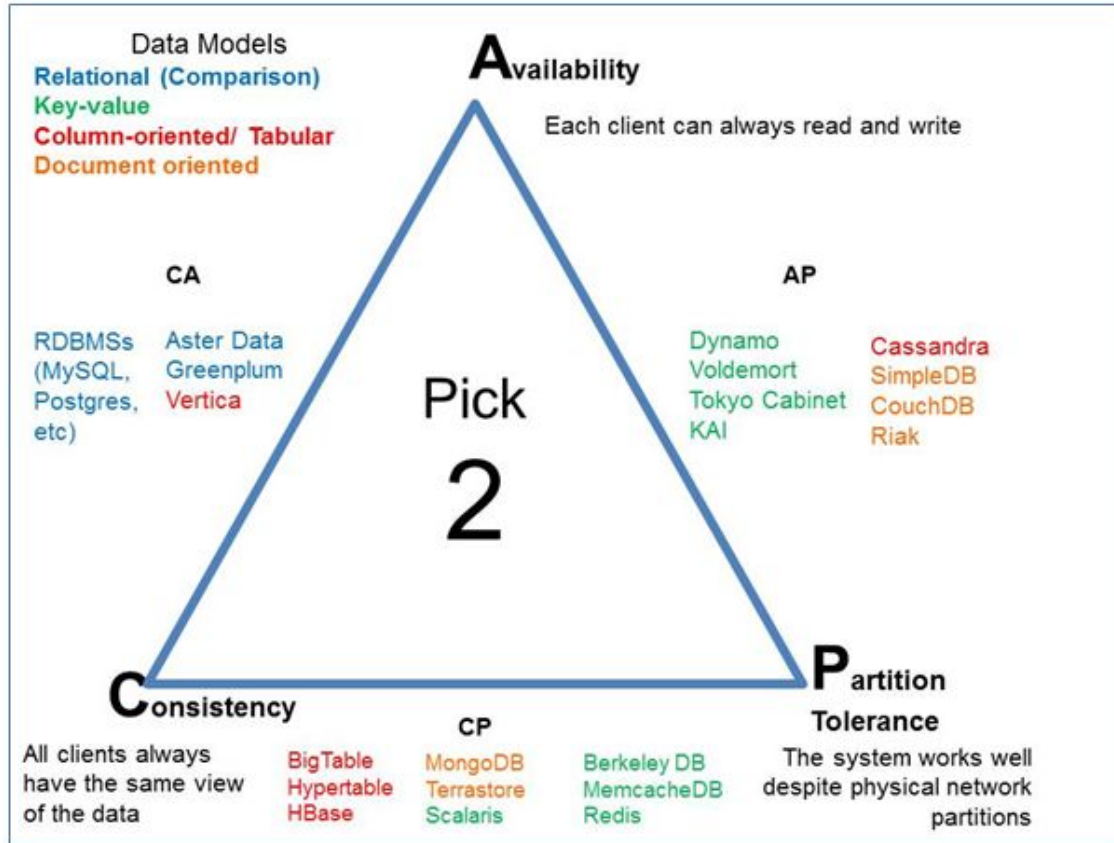 Data Models
Relational (Comparison)
Key-value
Column-oriented/ Tabular
Document oriented
Availability
Each client can always read and write
CA
RDBMSs
(MySQL,
Postgres,
etc)
Aster Data
Greenplum
Vertica
Pick
2
AP
Dynamo
Voldemort
Tokyo Cabinet
KAI
Cassandra
SimpleDB
CouchDB
Riak
Consistency
All clients always
have the same view
of the data
CP
BigTable
Hypertable
HBase
MongoDB
Terrastore
Scalaris
Berkeley DB
MemcacheDB
Redis
Partition
Tolerance
The system works well
despite physical network
partitions